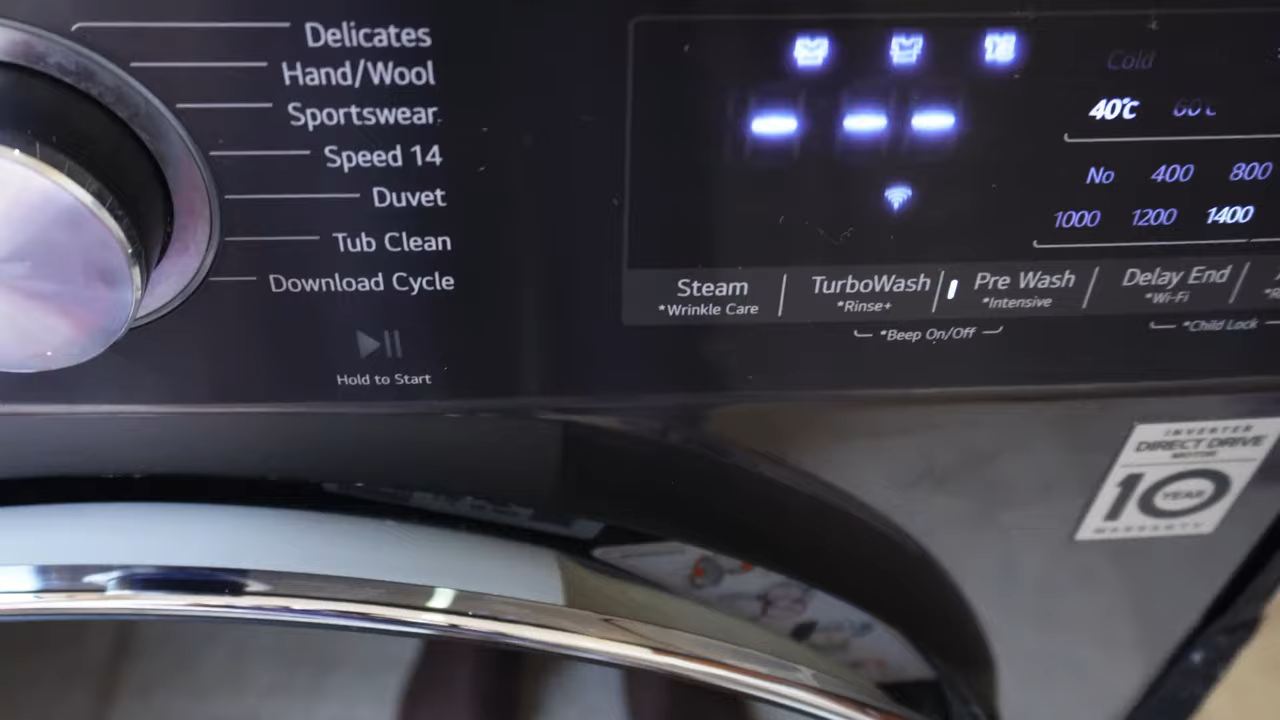 Delicates
Hand/Wool
Sportswear
Speed 14
Duvet
Tub Clean
Download Cycle
Hold to Start
Cold
40°C 60°C
No 400 800
1000 1200 1400
Steam TurboWash Pre Wash Delay End
*Wrinkle Care *Rinse+ *Intensive *Wi-Fi
*Beep On/Off *Child Lock
INVERTER
DIRECT DRIVE
MOTOR
10 YEAR
WARRANTY